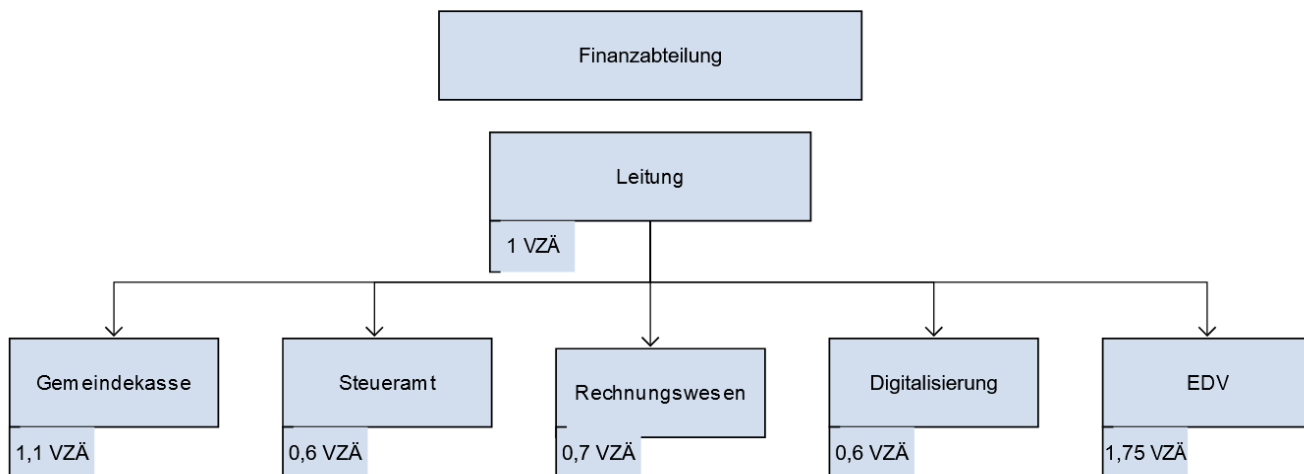 Finanzabteilung
Leitung
1 VZÄ
Gemeindekasse
Steueramt
Rechnungswesen
Digitalisierung
EDV
1,1 VZÄ
0,6 VZÄ
0,7 VZÄ
0,6 VZÄ
1,75 VZÄ